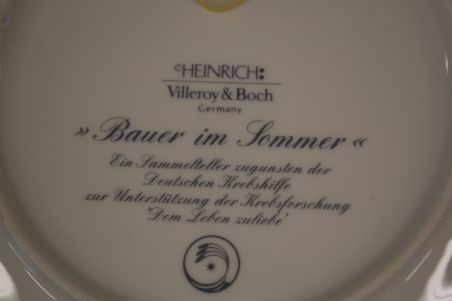 ©HEINRICH:
Villeroy & Boch
Germany
»Bauer im Sommer«
Ein Sammelteller zugunsten der
Deutschen Krebshilfe
zur Unterstützung der Krebsforschung
"Dem Leben zuliebe"